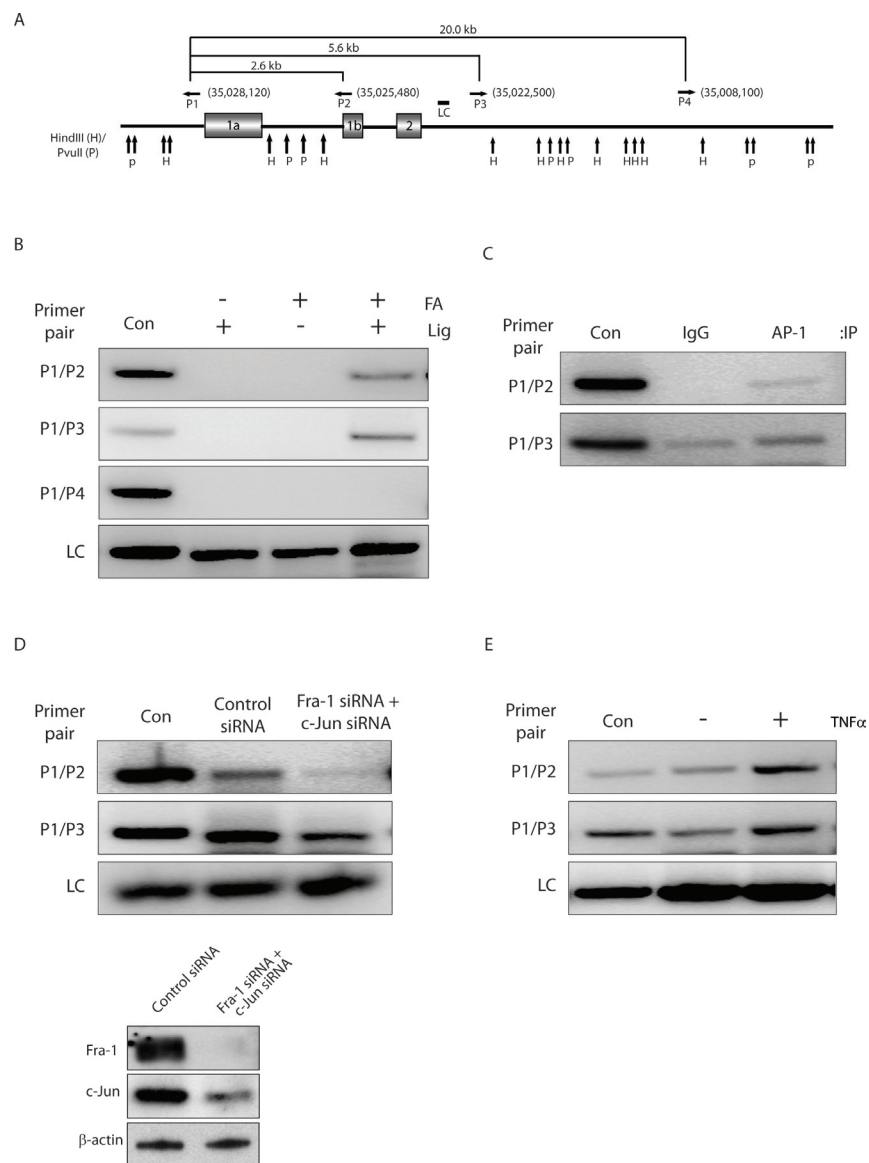 A
20.0 kb
5.6 kb
2.6 kb
P1 (35,028,120)
P2 (35,025,480)
P3 (35,022,500)
P4 (35,008,100)
LC
1a 1b 2
HindIII (H)/
PvuII (P)
p H H P P H H H P H P H H H H H p p
B
Primer
pair
Con
- + + FA
+ - + Lig
P1/P2
P1/P3
P1/P4
LC
C
Primer
pair
Con IgG AP-1 :IP
P1/P2
P1/P3
D
Primer
pair
Con
Control
siRNA
Fra-1 siRNA +
c-Jun siRNA
P1/P2
P1/P3
LC
Control siRNA
Fra-1 siRNA +
c-Jun siRNA
Fra-1
c-Jun
β-actin
E
Primer
pair
Con - + TNFα
P1/P2
P1/P3
LC